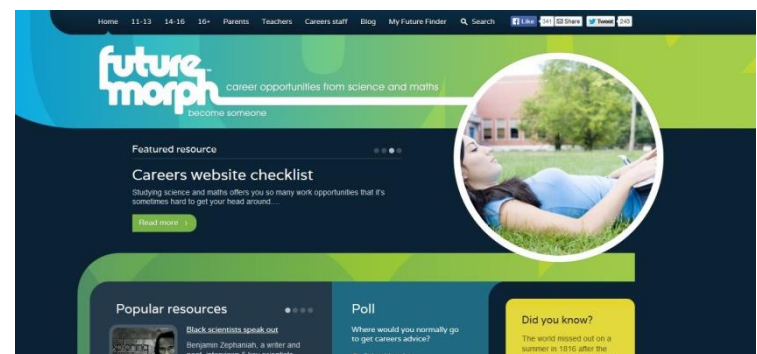 Home 11-13 14-16 16+ Parents Teachers Careers staff Blog My Future Finder Search Like 341 Share Tweet 240
future
morph
career opportunities from science and maths
become someone
Featured resource
Careers website checklist
Studying science and maths offers you so many work opportunities that it's
sometimes hard to get your head around....
Read more
Popular resources
Black scientists speak out
Benjamin Zephaniah, a writer and
Poll
Where would you normally go
to get careers advice?
Did you know?
The world missed out on a
summer in 1816 after the